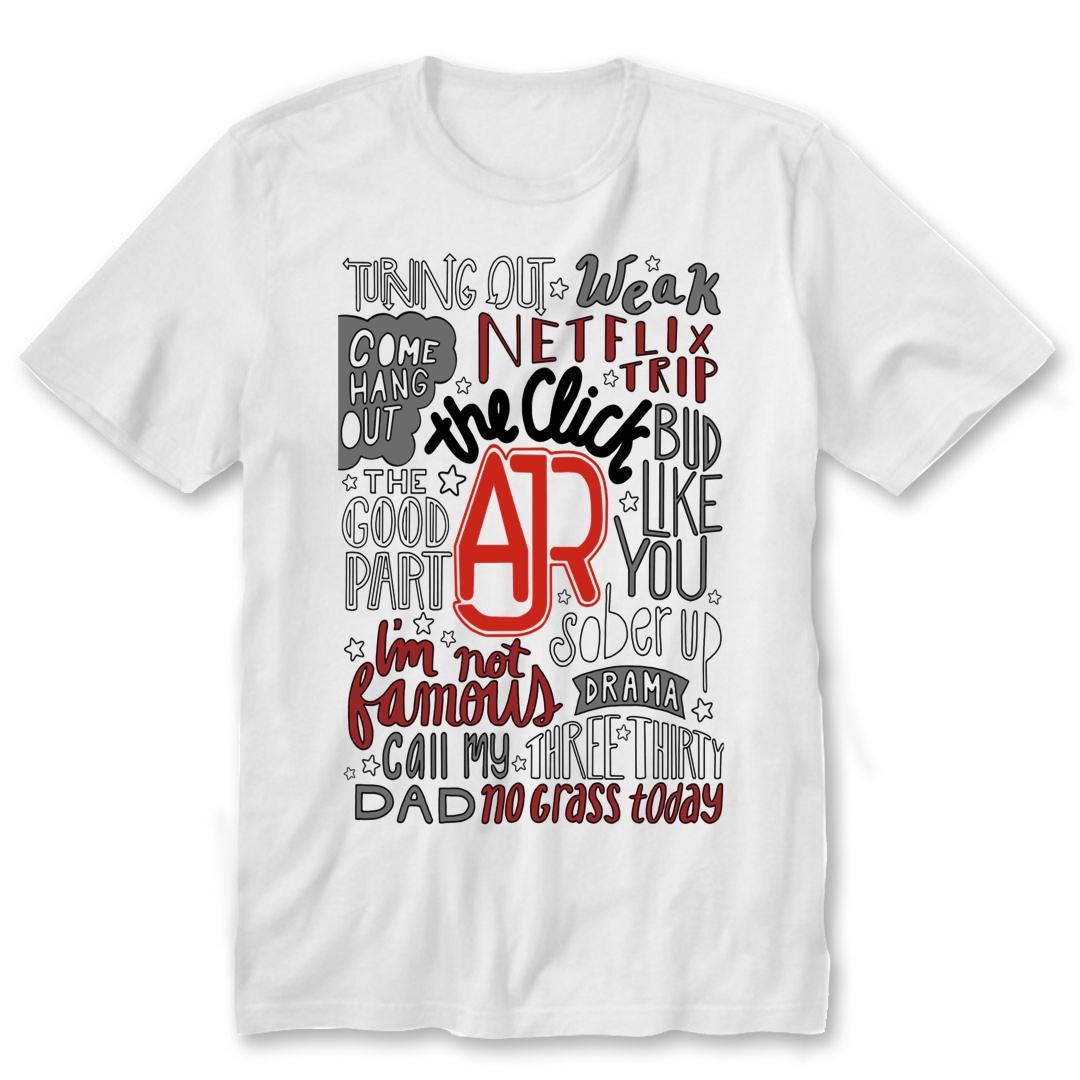 TURNING OUT
Weak
COME
HANG
OUT
NETFLIX
TRIP
the Click
BUD
LIKE
YOU
THE
GOOD
PART
AJR
sober up
I'm not
famous
DRAMA
call my
DAD
THREE THIRTY
no Grass today